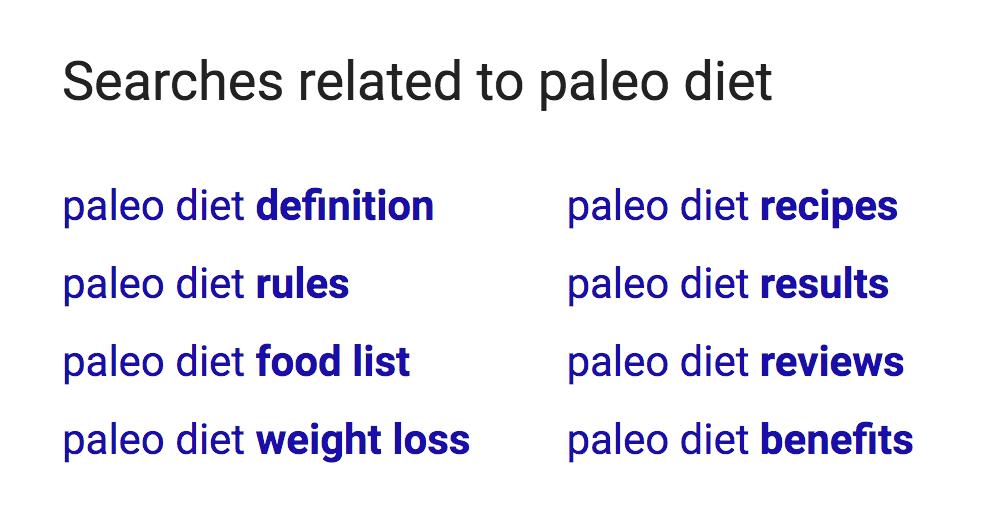 Searches related to paleo diet
paleo diet definition
paleo diet rules
paleo diet food list
paleo diet weight loss
paleo diet recipes
paleo diet results
paleo diet reviews
paleo diet benefits